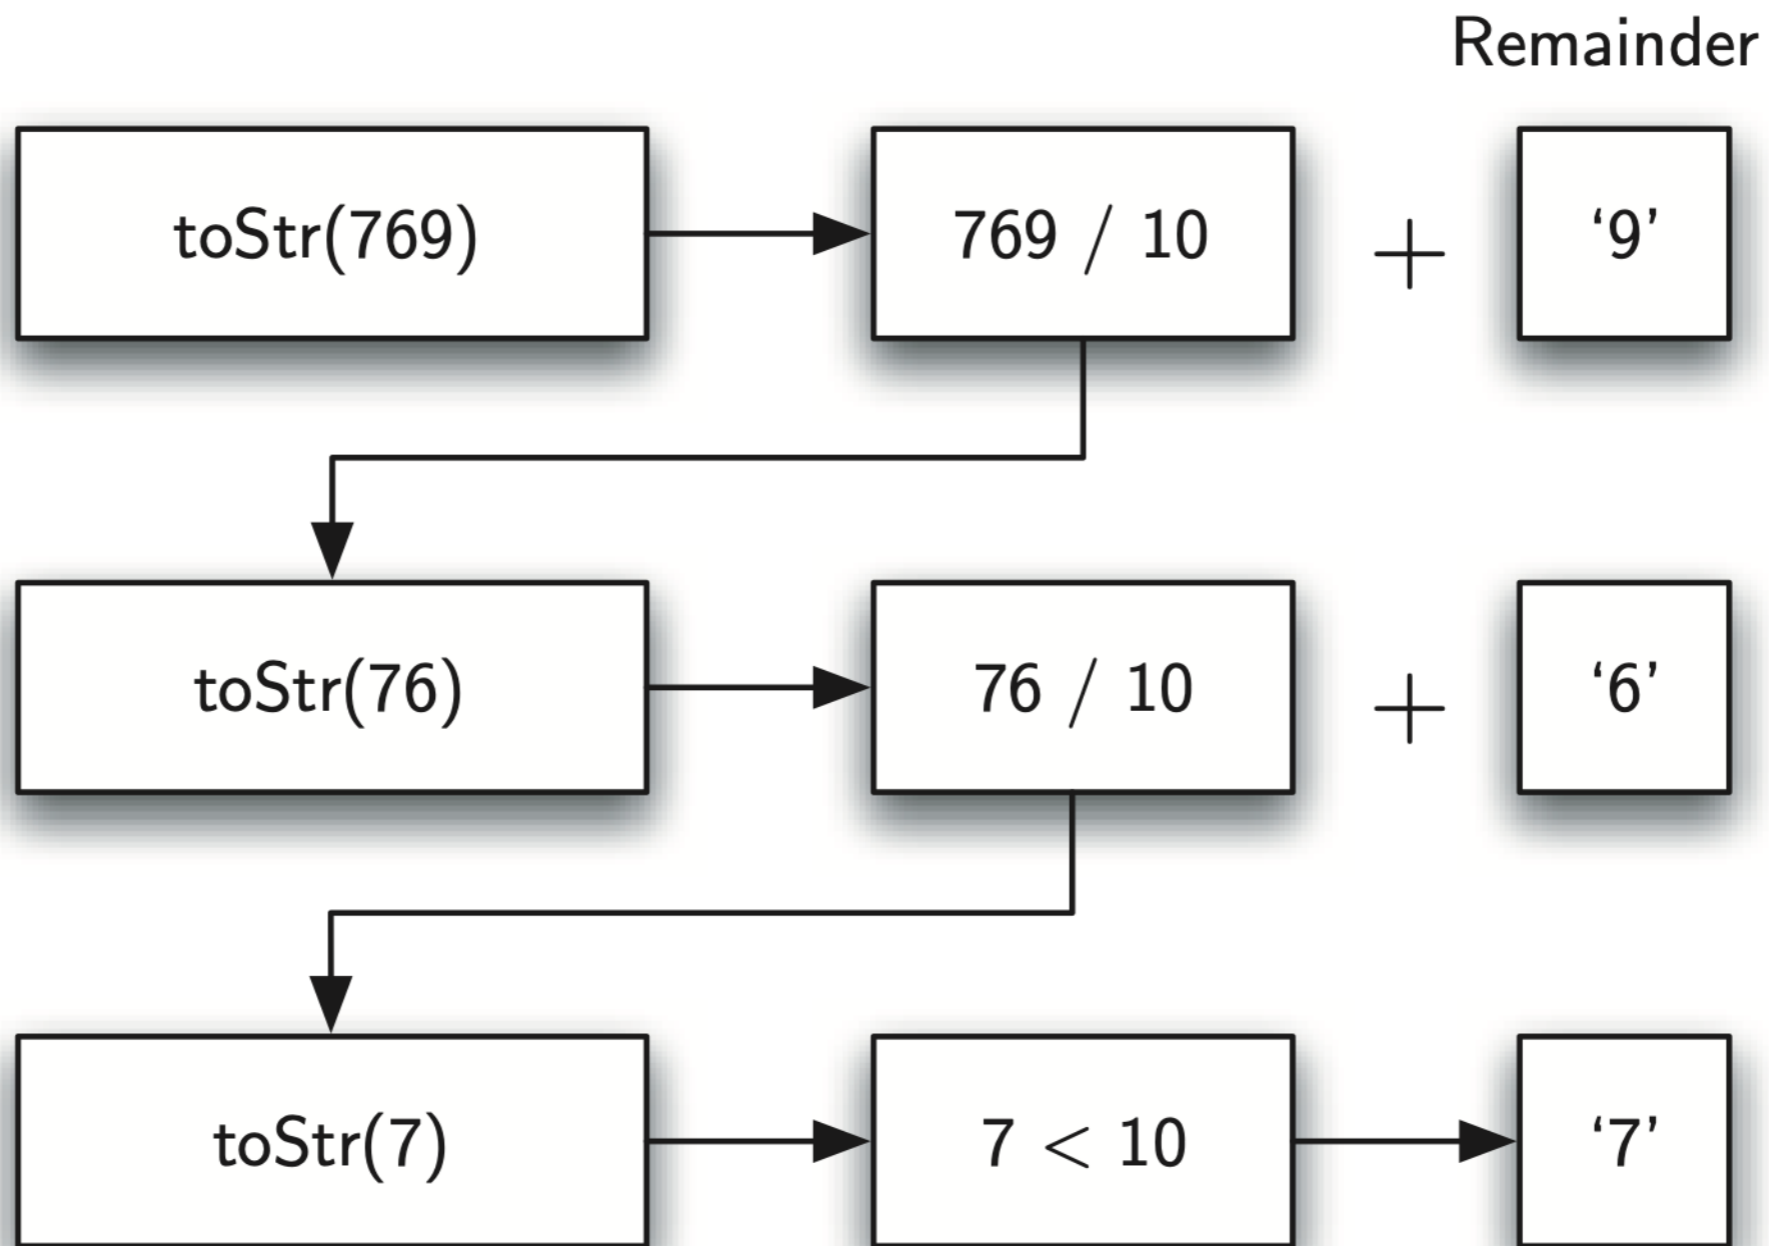 Remainder
toStr(769) 769 / 10 + ‘9’
toStr(76) 76 / 10 + ‘6’
toStr(7) 7 < 10 ‘7’